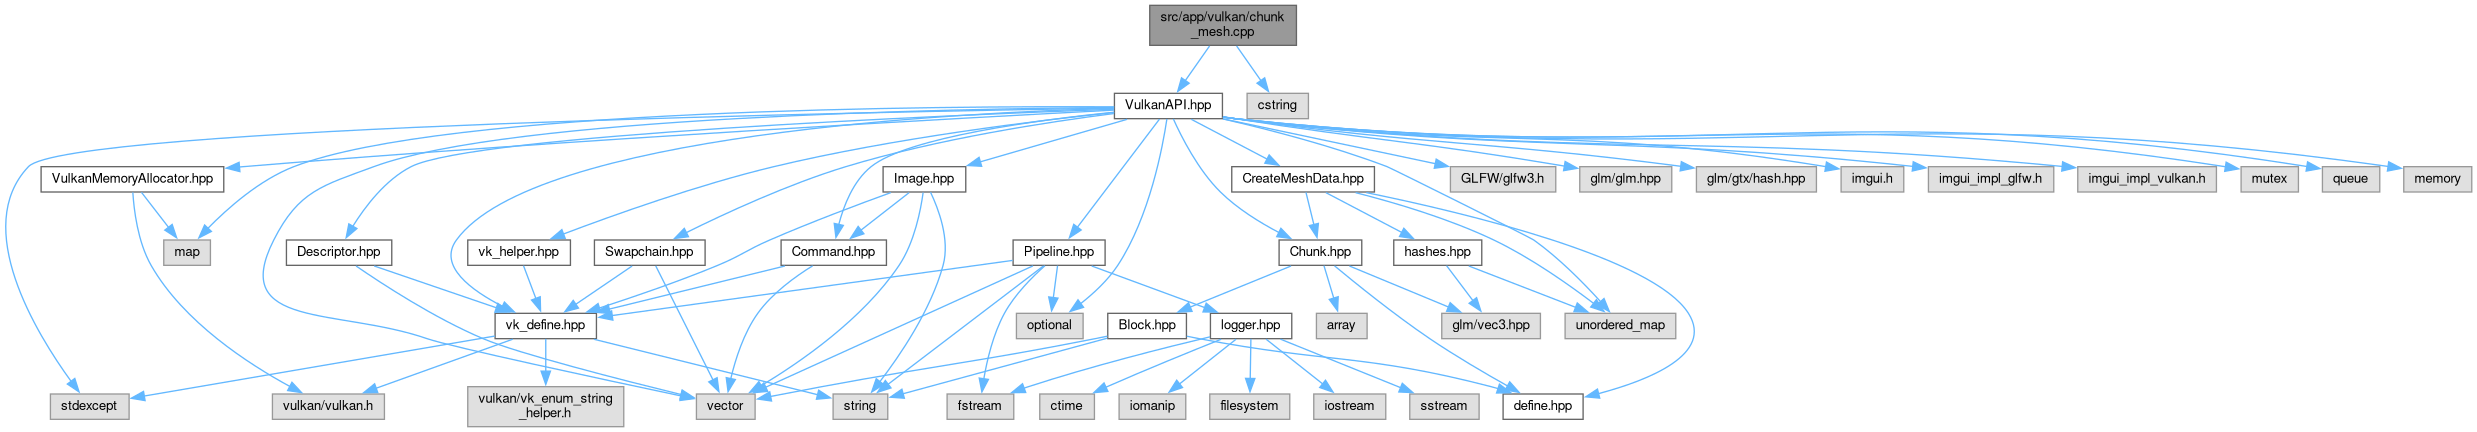 src/app/vulkan/chunk
_mesh.cpp
VulkanAPI.hpp
cstring
VulkanMemoryAllocator.hpp
Image.hpp
CreateMeshData.hpp
GLFW/glfw3.h
glm/glm.hpp
glm/gtx/hash.hpp
imgui.h
imgui_impl_glfw.h
imgui_impl_vulkan.h
mutex
queue
memory
map
Descriptor.hpp
vk_helper.hpp
Swapchain.hpp
Command.hpp
Pipeline.hpp
Chunk.hpp
hashes.hpp
vk_define.hpp
optional
Block.hpp
logger.hpp
array
glm/vec3.hpp
unordered_map
stdexcept
vulkan/vulkan.h
vulkan/vk_enum_string
_helper.h
vector
string
fstream
ctime
iomanip
filesystem
iostream
sstream
define.hpp